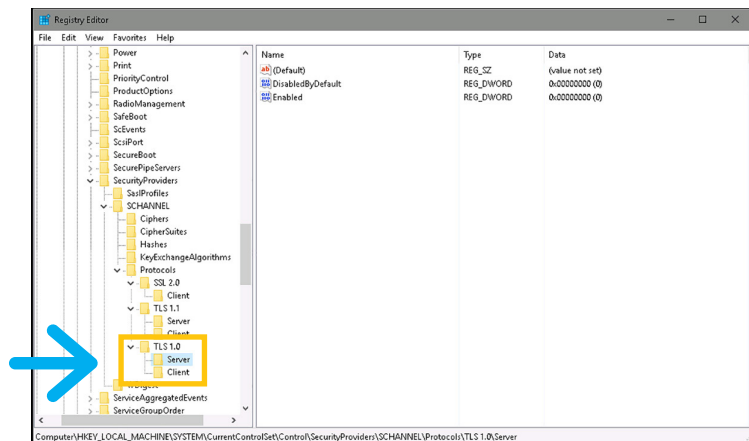 Registry Editor
File Edit View Favorites Help
Power
Print
PriorityControl
ProductOptions
RadioManagement
SafeBoot
ScEvents
ScsiPort
SecureBoot
SecurePipeServers
SecurityProviders
SaslProfiles
SCHANNEL
Ciphers
CipherSuites
Hashes
KeyExchangeAlgorithms
Protocols
SSL 2.0
Client
TLS 1.1
Server
Client
TLS 1.0
Server
Client
WDigest
ServiceAggregatedEvents
ServiceGroupOrder
Name Type Data
(Default) REG_SZ (value not set)
DisabledByDefault REG_DWORD 0x00000000 (0)
Enabled REG_DWORD 0x00000000 (0)
Computer\HKEY_LOCAL_MACHINE\SYSTEM\CurrentControlSet\Control\SecurityProviders\SCHANNEL\Protocols\TLS 1.0\Server